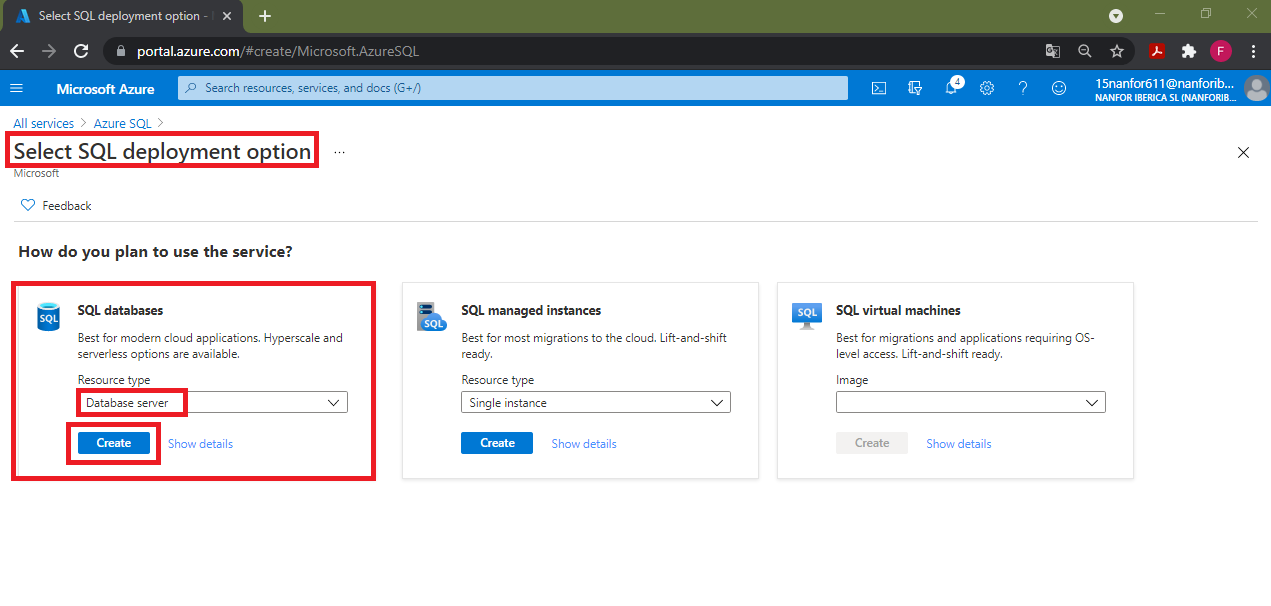 Select SQL deployment option -
portal.azure.com/#create/Microsoft.AzureSQL
F
Microsoft Azure
Search resources, services, and docs (G+/)
4
15nanfor611@nanforib...
NANFOR IBERICA SL (NANFORIB...
All services > Azure SQL >
Select SQL deployment option ...
Microsoft
Feedback
How do you plan to use the service?
SQL
SQL databases
Best for modern cloud applications. Hyperscale and
serverless options are available.
Resource type
Database server
Create
Show details
SQL
SQL managed instances
Best for most migrations to the cloud. Lift-and-shift
ready.
Resource type
Single instance
Create
Show details
SQL
SQL virtual machines
Best for migrations and applications requiring OS-
level access. Lift-and-shift ready.
Image
Create
Show details